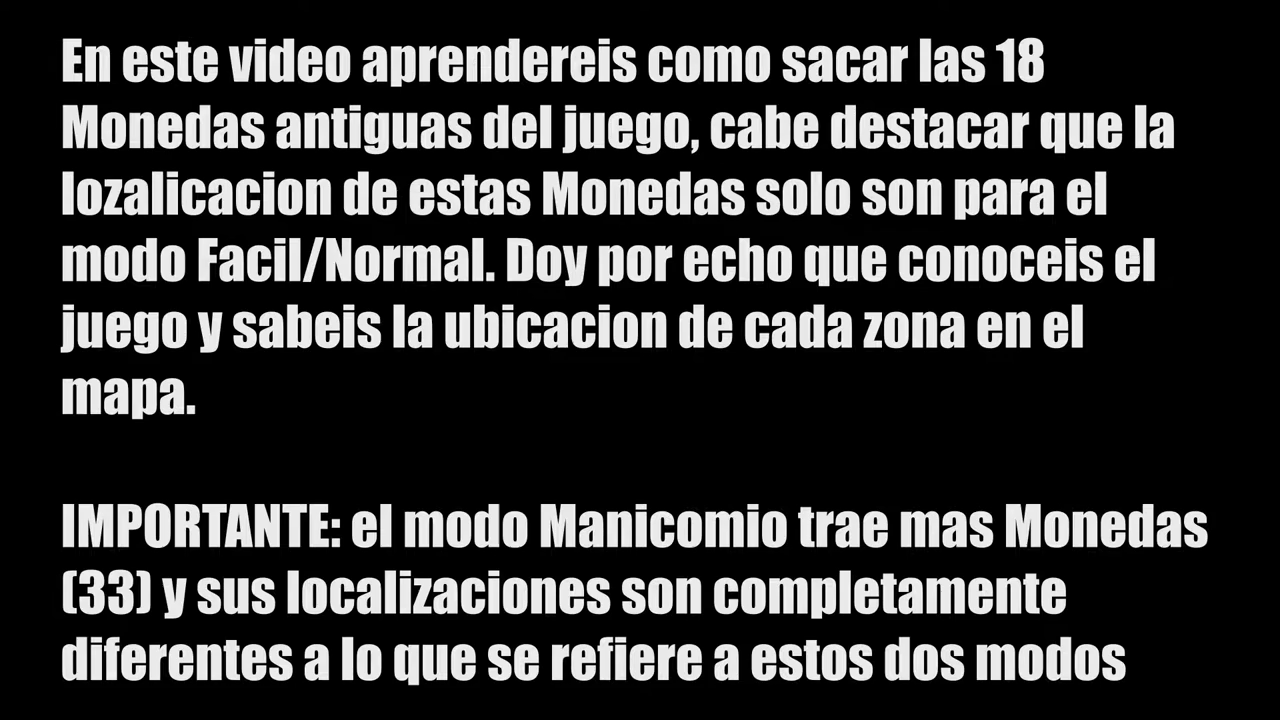 En este video aprendereis como sacar las 18
Monedas antiguas del juego, cabe destacar que la
lozalicacion de estas Monedas solo son para el
modo Facil/Normal. Doy por echo que conoceis el
juego y sabeis la ubicacion de cada zona en el
mapa.
IMPORTANTE: el modo Manicomio trae mas Monedas
(33) y sus localizaciones son completamente
diferentes a lo que se refiere a estos dos modos